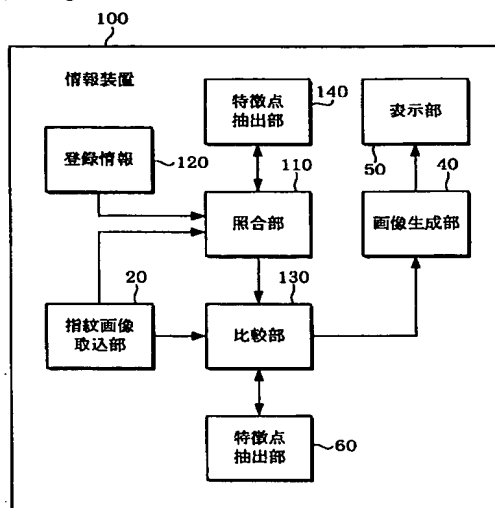 100
情報装置
特徴点
抽出部
140
表示部
50
登録情報
120
110
40
照合部
画像生成部
20
130
指紋画像
取込部
比較部
特徴点
抽出部
60